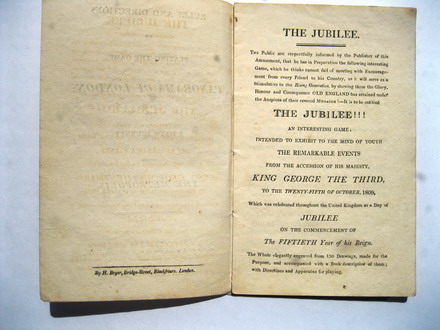 By H. Bryer, Bridge-Street, Blackfriars. London.
THE JUBILEE.
THE Public are respectfully informed by the Publisher of this
Amusement, that he has in Preparation the following interesting
Game, which he thinks cannot fail of meeting with Encourage-
ment from every Friend to his Country, as it will serve as a
Stimulative to the Rising Generation by shewing them the Glory,
Honour and Consequence OLD ENGLAND has attained under
the Auspices of their revered MONARCH!—It is to be entitled
THE JUBILEE!!!
AN INTERESTING GAME:
INTENDED TO EXHIBIT TO THE MIND OF YOUTH
THE REMARKABLE EVENTS
FROM THE ACCESSION OF HIS MAJESTY,
KING GEORGE THE THIRD,
TO THE TWENTY-FIFTH OF OCTOBER, 1809,
Which was celebrated throughout the United Kingdom as a Day of
JUBILEE
ON THE COMMENCEMENT OF
The FIFTIETH Year of his Reign.
The Whole elegantly engraved from 150 Drawings, made for the
Purpose, and accompanied with a Book descriptive of them;
with Directions and Apparatus for playing.